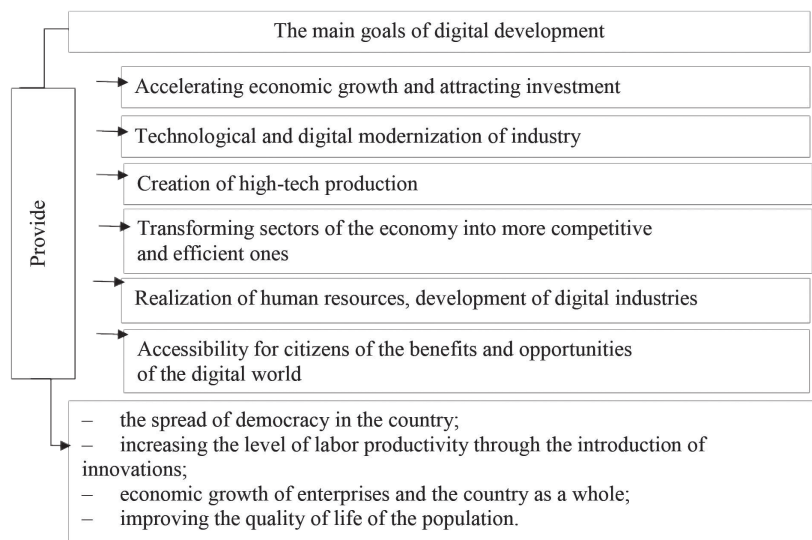 The main goals of digital development
Provide
Accelerating economic growth and attracting investment
Technological and digital modernization of industry
Creation of high-tech production
Transforming sectors of the economy into more competitive
and efficient ones
Realization of human resources, development of digital industries
Accessibility for citizens of the benefits and opportunities
of the digital world
– the spread of democracy in the country;
– increasing the level of labor productivity through the introduction of
innovations;
– economic growth of enterprises and the country as a whole;
– improving the quality of life of the population.